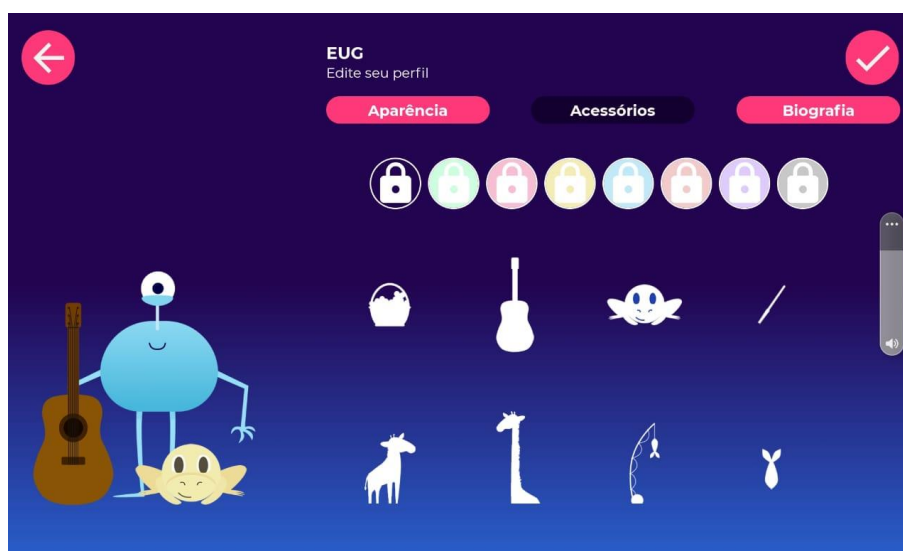 EUG
Edite seu perfil
Aparência
Acessórios
Biografia